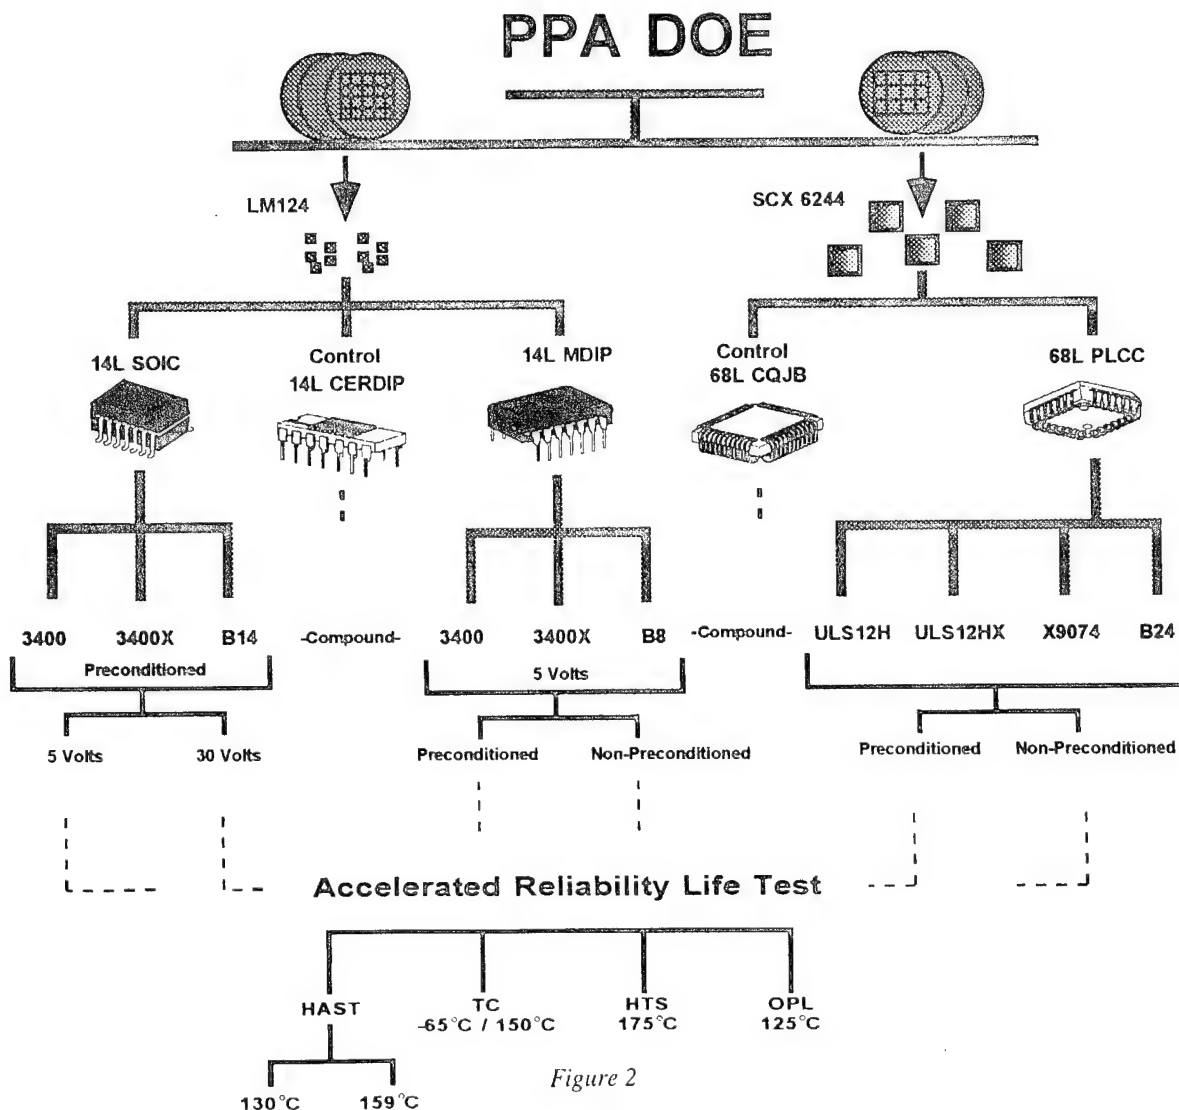 PPA DOE
LM124
SCX 6244
14L SOIC
Control
14L CERDIP
14L MDIP
Control
68L CQJB
68L PLCC
3400 3400X B14 -Compound- 3400 3400X B8 -Compound- ULS12H ULS12HX X9074 B24
Preconditioned
5 Volts
5 Volts 30 Volts
Preconditioned Non-Preconditioned
Preconditioned Non-Preconditioned
Accelerated Reliability Life Test
HAST
TC
-65°C / 150°C
HTS
175°C
OPL
125°C
130°C 159°C
Figure 2